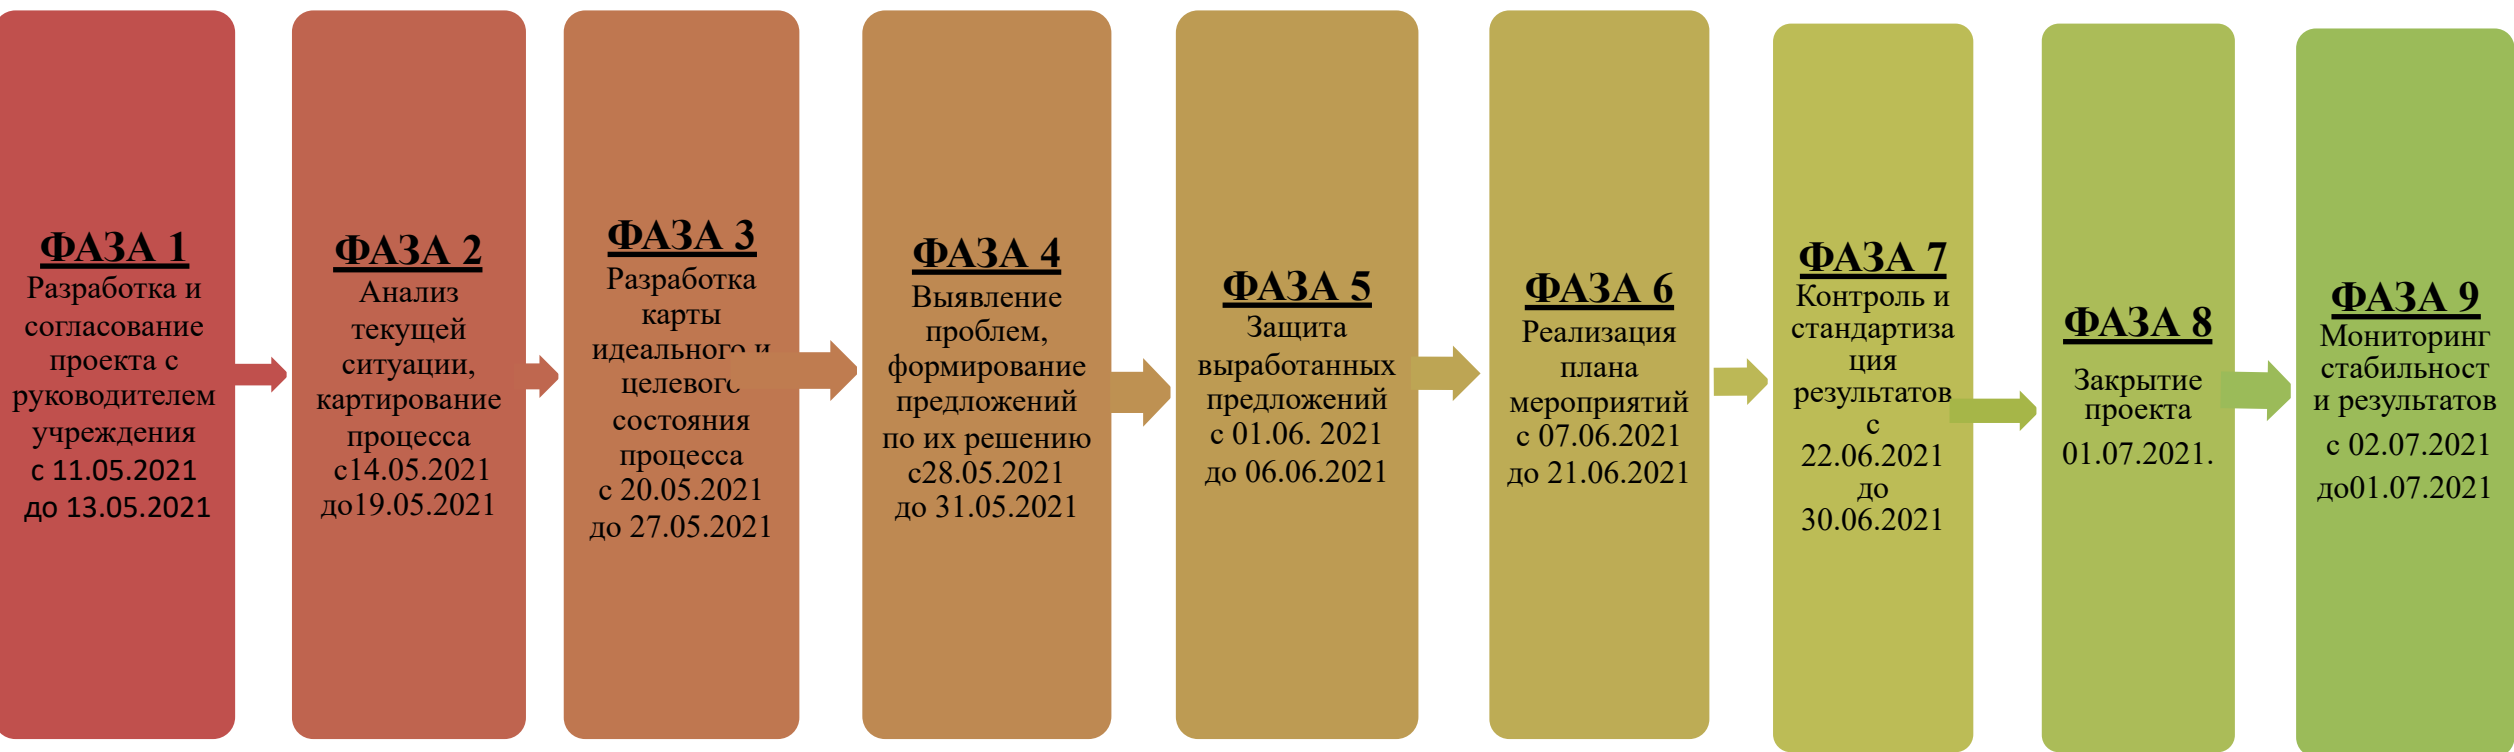 ФАЗА 1
Разработка и
согласование
проекта с
руководителем
учреждения
с 11.05.2021
до 13.05.2021
ФАЗА 2
Анализ
текущей
ситуации,
картирование
процесса
с14.05.2021
до19.05.2021
ФАЗА 3
Разработка
карты
идеального и
целевого
состояния
процесса
с 20.05.2021
до 27.05.2021
ФАЗА 4
Выявление
проблем,
формирование
предложений
по их решению
с28.05.2021
до 31.05.2021
ФАЗА 5
Защита
выработанных
предложений
с 01.06. 2021
до 06.06.2021
ФАЗА 6
Реализация
плана
мероприятий
с 07.06.2021
до 21.06.2021
ФАЗА 7
Контроль и
стандартиза
ция
результатов
с
22.06.2021
до
30.06.2021
ФАЗА 8
Закрытие
проекта
01.07.2021.
ФАЗА 9
Мониторинг
стабильност
и результатов
с 02.07.2021
до01.07.2021